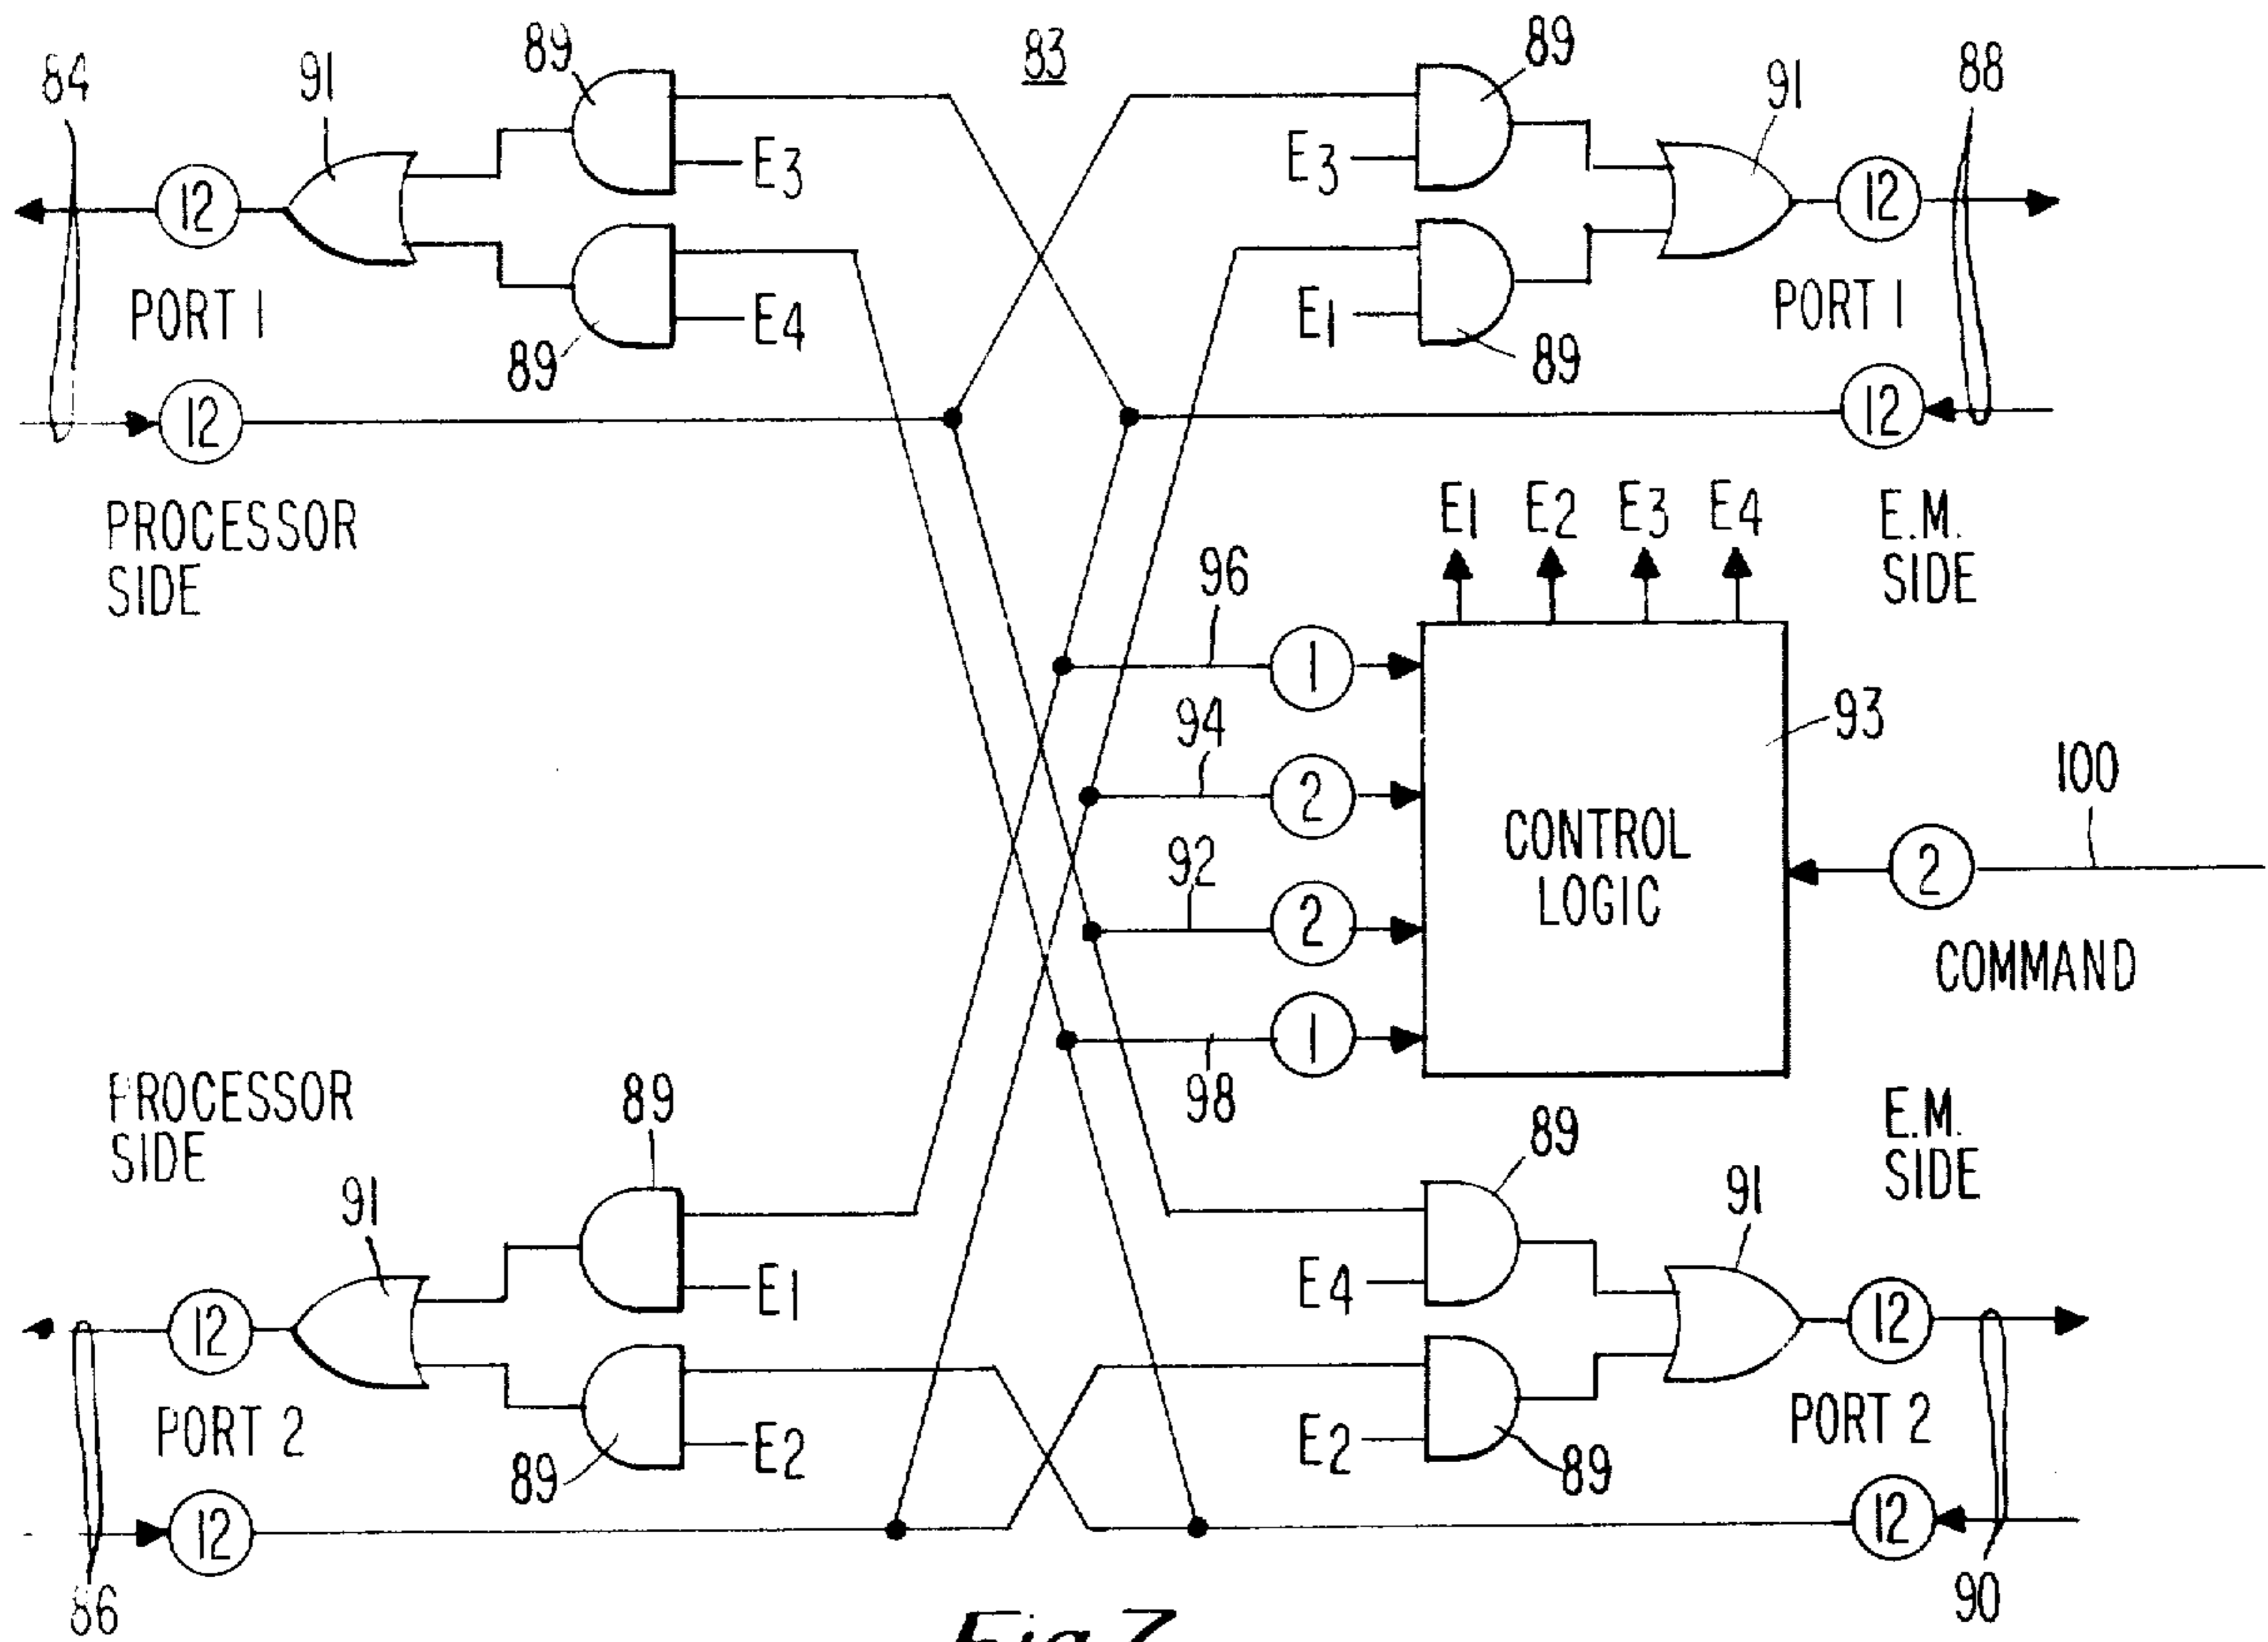 83
84
91
89
89
91
88
12
E3
E3
12
E4
E1
PORT 1
89
89
PORT 1
12
12
PROCESSOR
SIDE
E1 E2 E3 E4
E.M.
SIDE
96
1
94
2
93
100
92
2
CONTROL
LOGIC
2
COMMAND
98
1
PROCESSOR
SIDE
89
89
E.M.
SIDE
91
91
E1
E4
12
12
PORT 2
E2
E2
PORT 2
89
89
12
12
86
90
Fig. 7